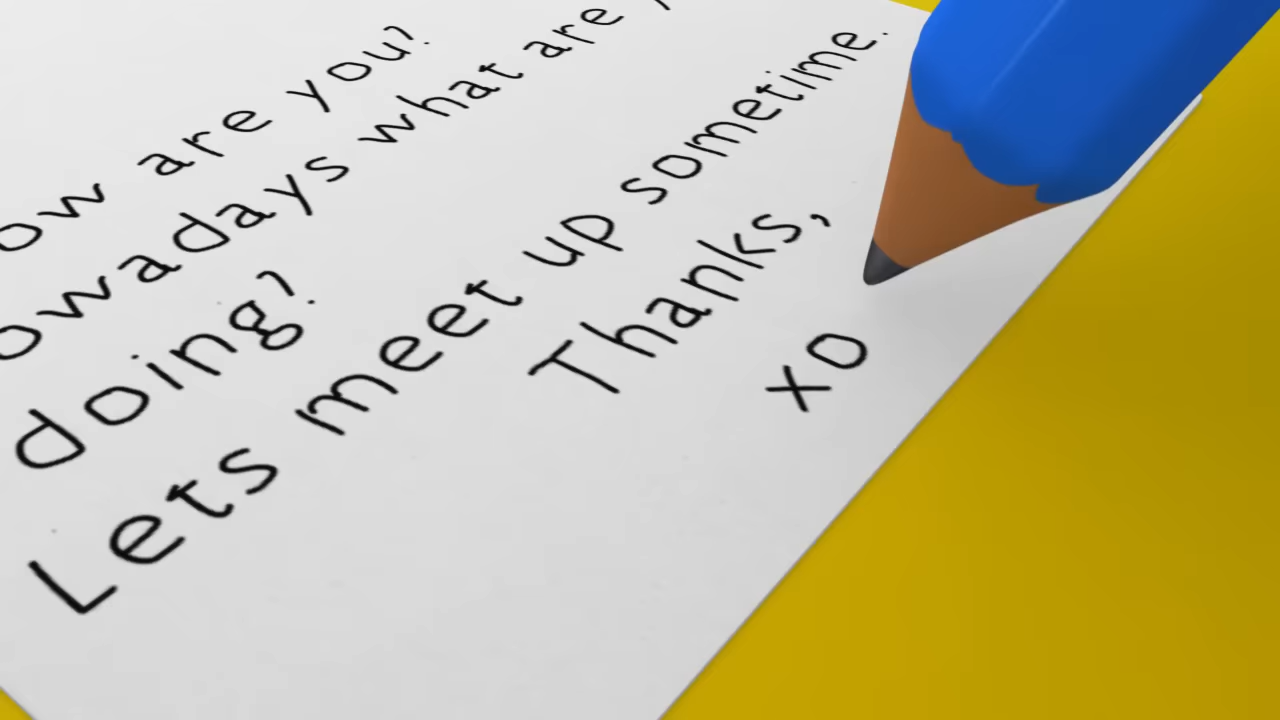 ow are you?
owadays what are
doing?
Lets meet up sometime.
Thanks,
xo